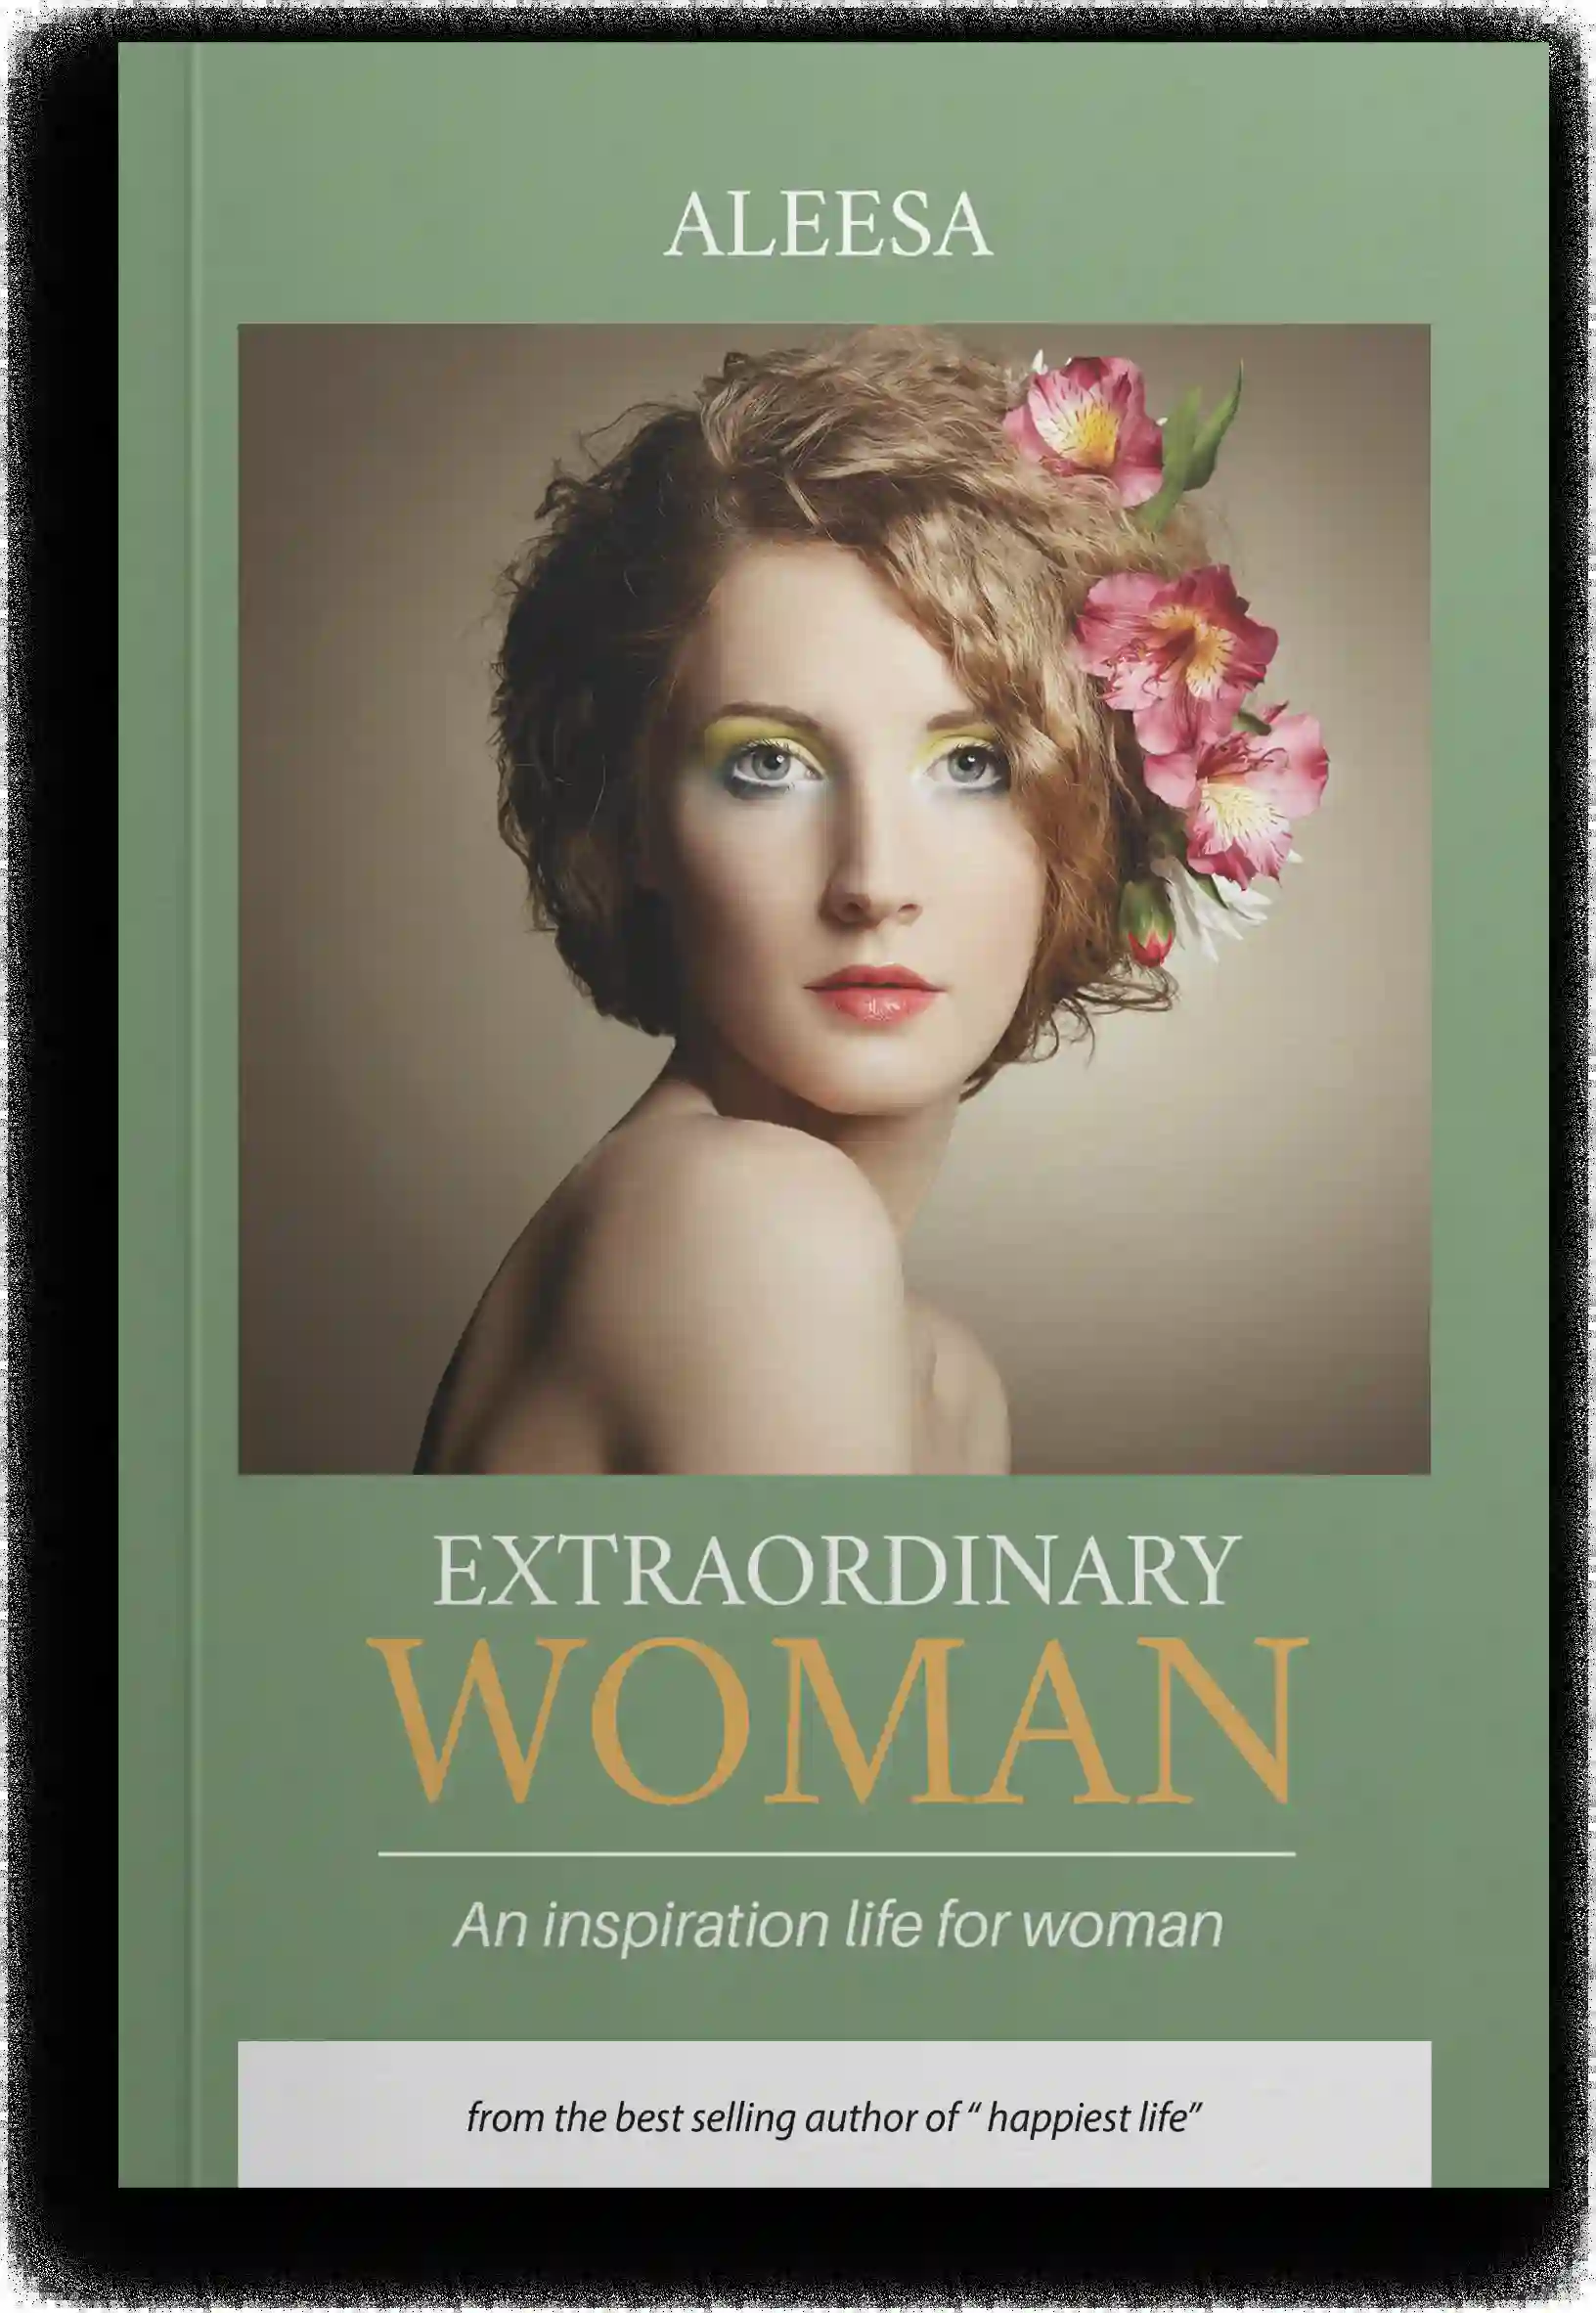 ALEESA
EXTRAORDINARY
WOMAN
An inspiration life for woman
from the best selling author of “ happiest life”